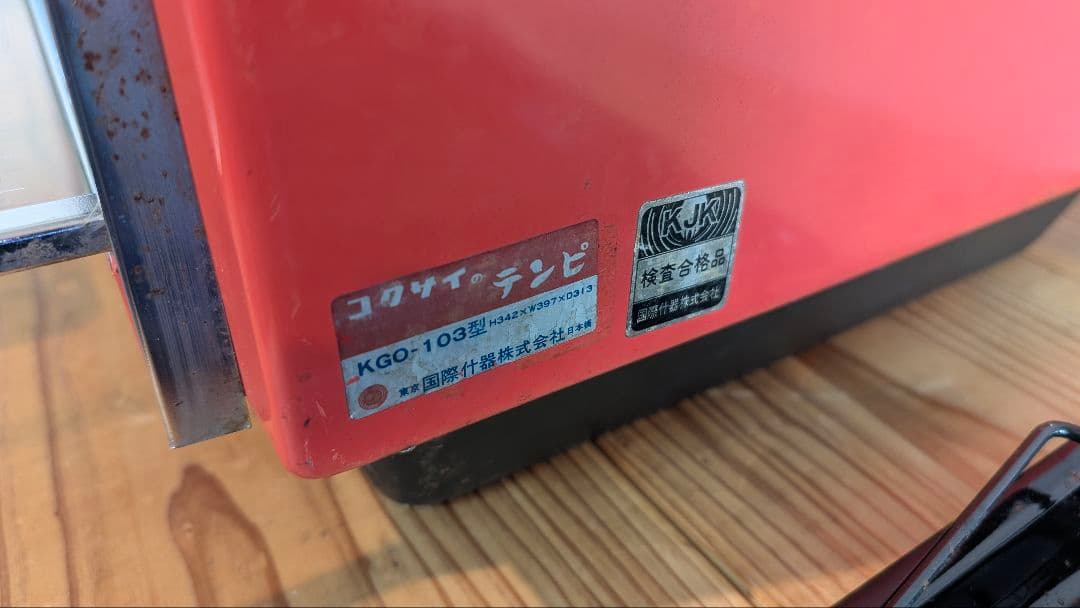 コクサイの テンピ
KGO-103型 H342×W397×D313
東京 国際什器株式会社 日本橋
KJK
検査合格品
国際什器株式会社